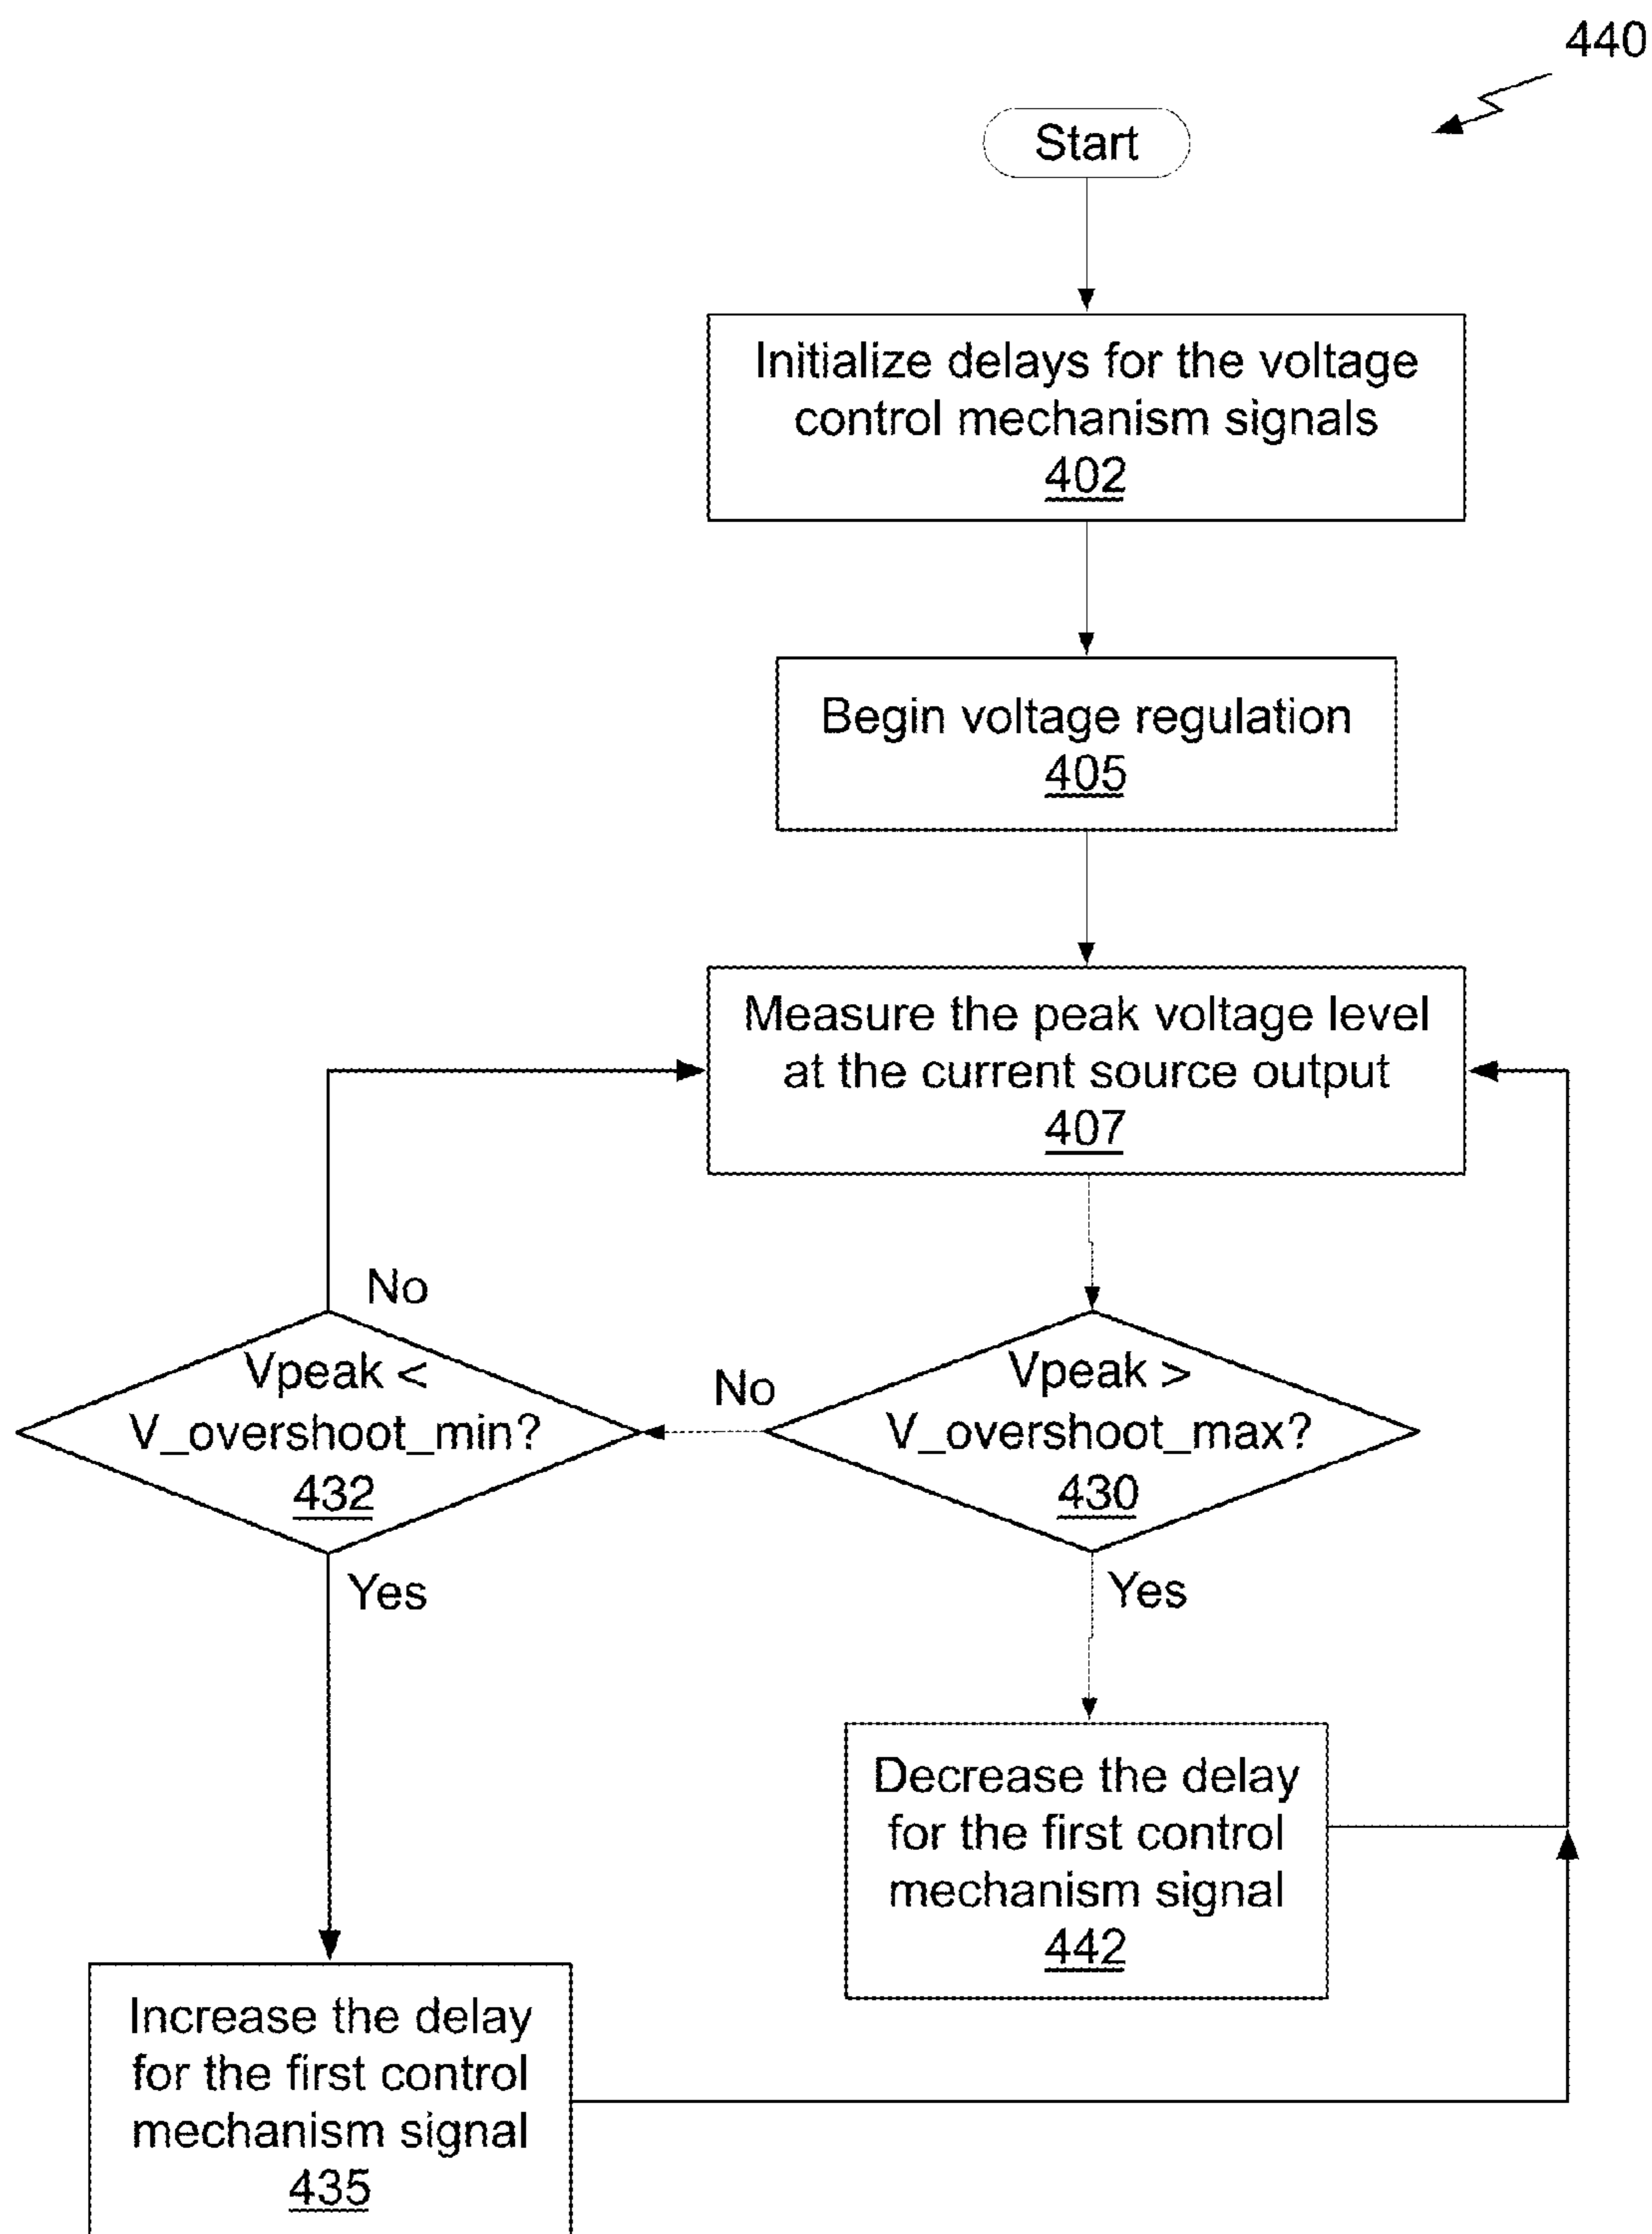 440
Start
Initialize delays for the voltage
control mechanism signals
402
Begin voltage regulation
405
Measure the peak voltage level
at the current source output
407
No
Vpeak <
V_overshoot_min?
432
No
Vpeak >
V_overshoot_max?
430
Yes
Yes
Decrease the delay
for the first control
mechanism signal
442
Increase the delay
for the first control
mechanism signal
435